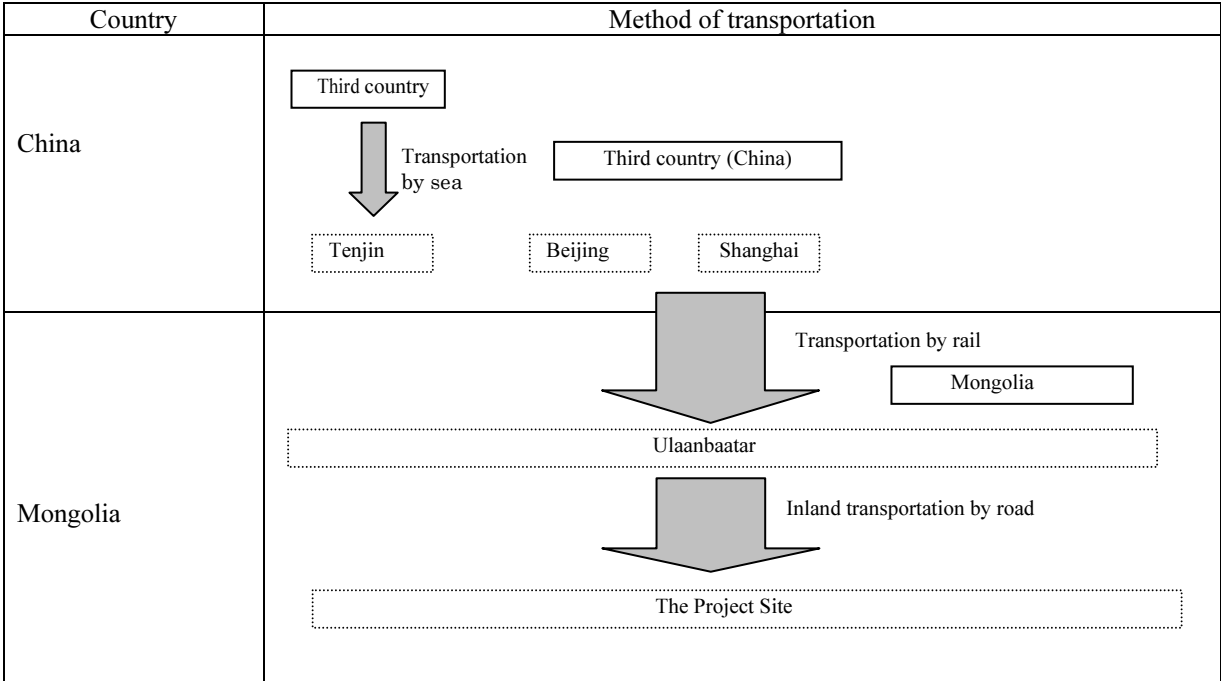 Country
Method of transportation
China
Third country
Transportation
by sea
Third country (China)
Tenjin
Beijing
Shanghai
Mongolia
Transportation by rail
Mongolia
Ulaanbaatar
Inland transportation by road
The Project Site